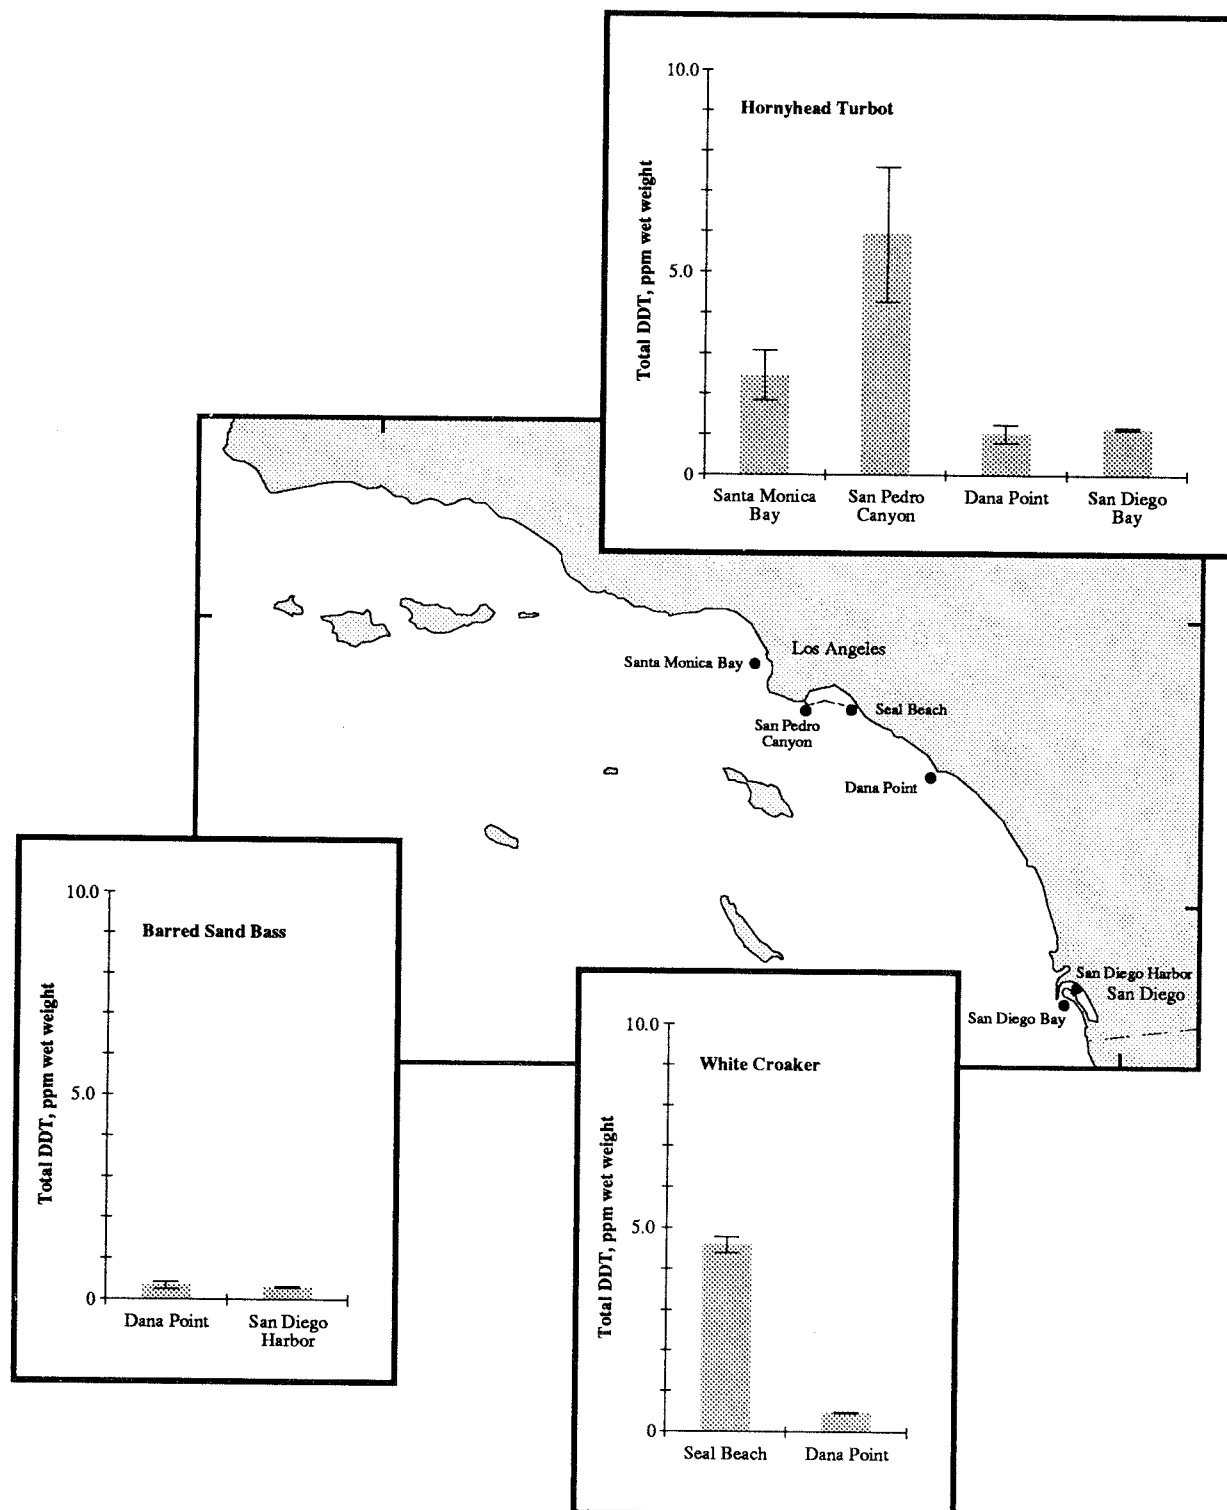 10.0
Hornyhead Turbot
Total DDT, ppm wet weight
5.0
0
Santa Monica
Bay
San Pedro
Canyon
Dana Point
San Diego
Bay
Los Angeles
Santa Monica Bay
Seal Beach
San Pedro
Canyon
Dana Point
San Diego Harbor
San Diego
San Diego Bay
10.0
Barred Sand Bass
Total DDT, ppm wet weight
5.0
0
Dana Point
San Diego
Harbor
10.0
White Croaker
Total DDT, ppm wet weight
5.0
0
Seal Beach
Dana Point